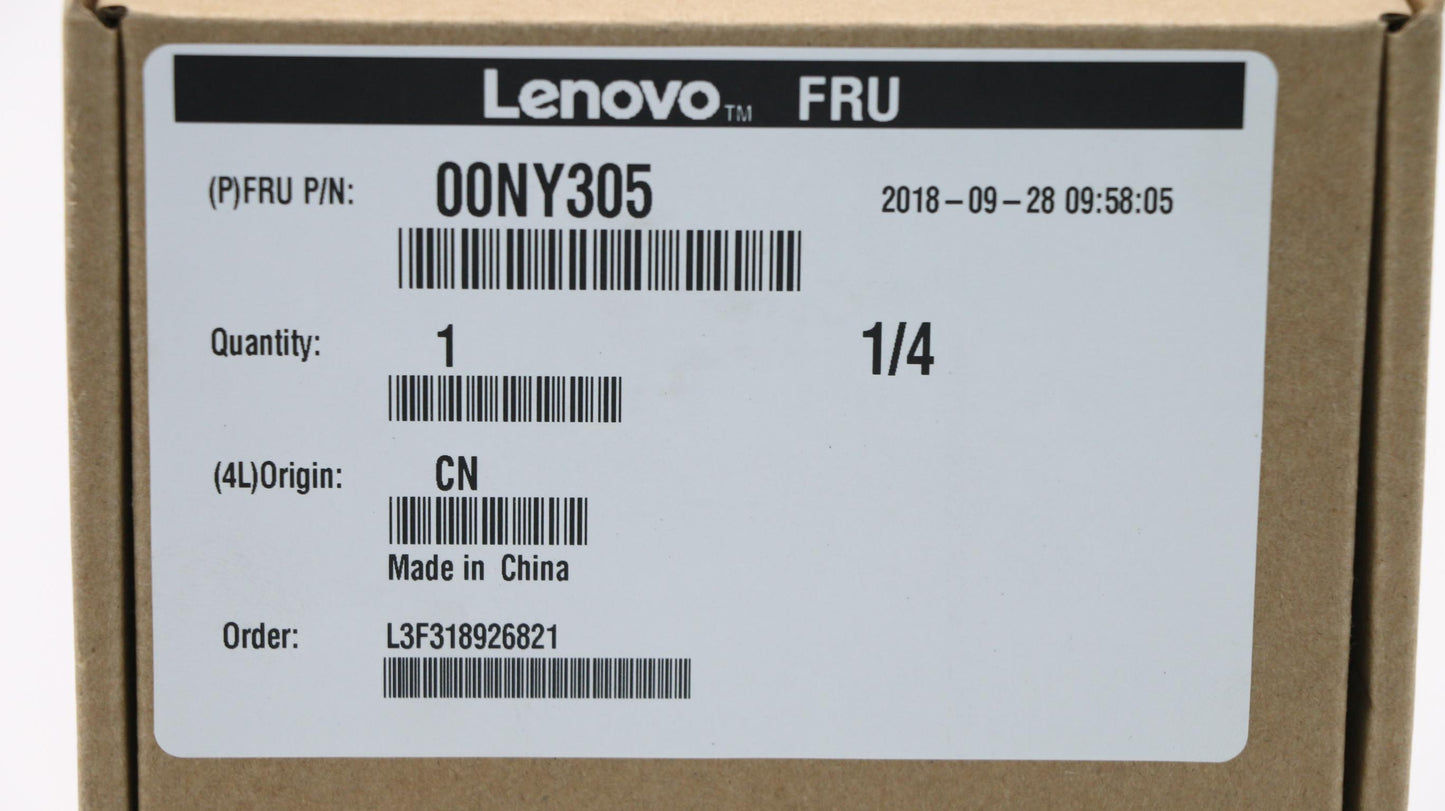 Lenovo™ FRU
(P)FRU P/N: 00NY305 2018-09-28 09:58:05
Quantity: 1 1/4
(4L)Origin: CN
Made in China
Order: L3F318926821